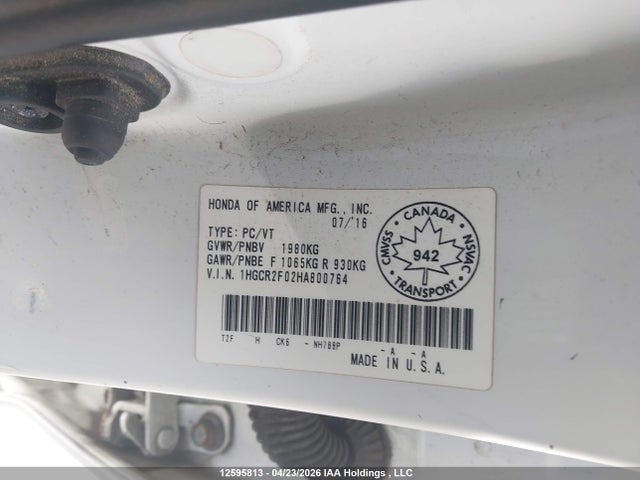 HONDA OF AMERICA MFG., INC.
07/'16
TYPE: PC/VT
GVWR/PNBV 1980KG
GAWR/PNBE F 1065KG R 930KG
V.I.N. 1HGCR2F02HA800764
CANADA
CMVSS
942
NSVAC
TRANSPORT
T2F H CK6 - NH788P -A -A
MADE IN U.S.A.
12595813 - 04/23/2026 IAA Holdings , LLC